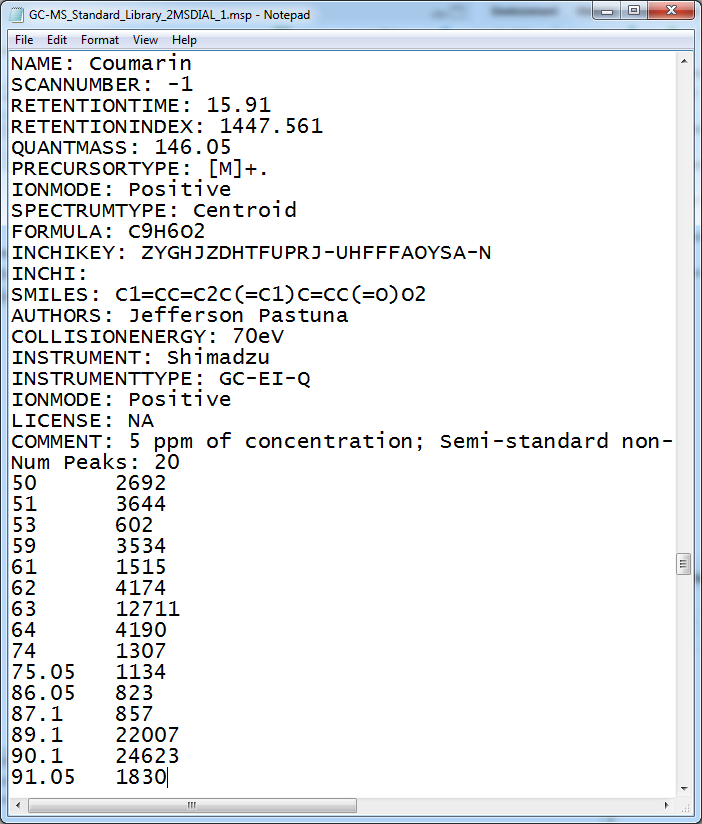 GC-MS_Standard_Library_2MSDIAL_1.msp - Notepad
File Edit Format View Help
NAME: Coumarin
SCANNUMBER: -1
RETENTIONTIME: 15.91
RETENTIONINDEX: 1447.561
QUANTMASS: 146.05
PRECURSORTYPE: [M]+.
IONMODE: Positive
SPECTRUMTYPE: Centroid
FORMULA: C9H6O2
INCHIKEY: ZYGHJZDHTFUPRJ-UHFFFAOYSA-N
INCHI:
SMILES: C1=CC=C2C(=C1)C=CC(=O)O2
AUTHORS: Jefferson Pastuna
COLLISIONENERGY: 70eV
INSTRUMENT: Shimadzu
INSTRUMENTTYPE: GC-EI-Q
IONMODE: Positive
LICENSE: NA
COMMENT: 5 ppm of concentration; Semi-standard non-
Num Peaks: 20
50 2692
51 3644
53 602
59 3534
61 1515
62 4174
63 12711
64 4190
74 1307
75.05 1134
86.05 823
87.1 857
89.1 22007
90.1 24623
91.05 1830